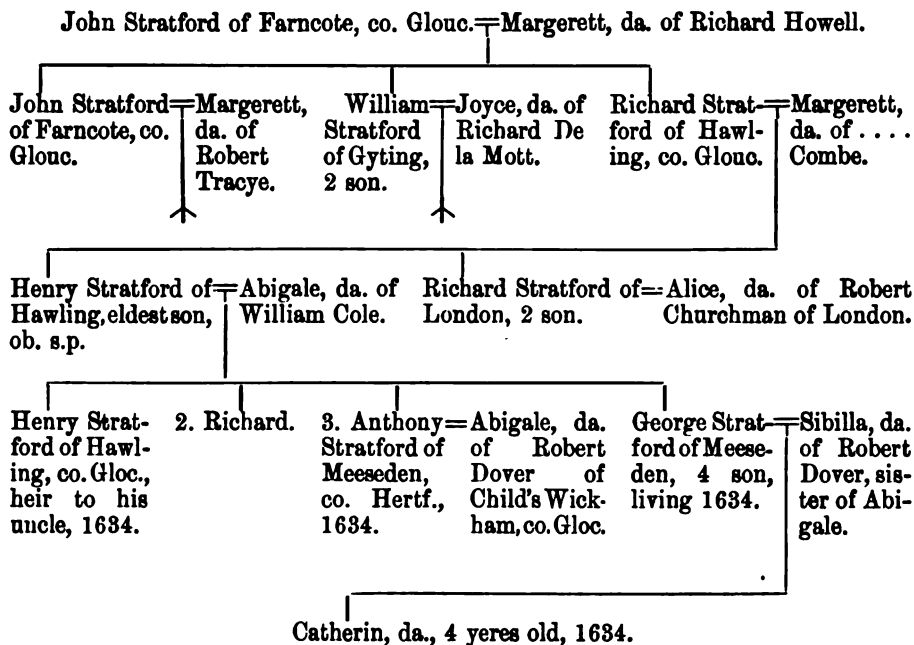 John Stratford of Farncote, co. Glouc.=Margerett, da. of Richard Howell.
John Stratford=Margerett,
of Farncote, co. da. of
Glouc. Robert
Tracye.
William=Joyce, da. of
Stratford Richard De
of Gyting, la Mott.
2 son.
Richard Strat-=Margerett,
ford of Hawl- da. of ....
ing, co. Glouc. Combe.
Henry Stratford of=Abigale, da. of
Hawling, eldest son, William Cole.
ob. s.p.
Richard Stratford of=Alice, da. of Robert
London, 2 son. Churchman of London.
Henry Strat-
ford of Hawl-
ing, co. Gloc.,
heir to his
uncle, 1634.
2. Richard.
3. Anthony=Abigale, da.
Stratford of of Robert
Meeseden, Dover of
co. Hertf., Child's Wick-
1634. ham, co. Gloc.
George Strat-=Sibilla, da.
ford of Meese- of Robert
den, 4 son, Dover, sis-
living 1634. ter of Abi-
gale.
Catherin, da., 4 yeres old, 1634.